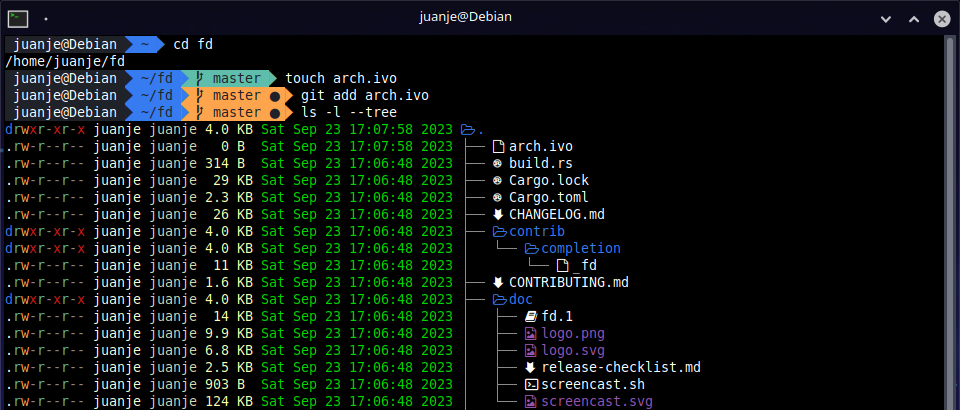 juanje@Debian
juanje@Debian ~ cd fd
/home/juanje/fd
juanje@Debian ~/fd master touch arch.ivo
juanje@Debian ~/fd master ● git add arch.ivo
juanje@Debian ~/fd master ● ls -l --tree
drwxr-xr-x juanje juanje 4.0 KB Sat Sep 23 17:07:58 2023 .
.rw-r--r-- juanje juanje 0 B Sat Sep 23 17:07:58 2023 ├── arch.ivo
.rw-r--r-- juanje juanje 314 B Sat Sep 23 17:06:48 2023 ├── build.rs
.rw-r--r-- juanje juanje 29 KB Sat Sep 23 17:06:48 2023 ├── Cargo.lock
.rw-r--r-- juanje juanje 2.3 KB Sat Sep 23 17:06:48 2023 ├── Cargo.toml
.rw-r--r-- juanje juanje 26 KB Sat Sep 23 17:06:48 2023 ├── CHANGELOG.md
drwxr-xr-x juanje juanje 4.0 KB Sat Sep 23 17:06:48 2023 ├── contrib
drwxr-xr-x juanje juanje 4.0 KB Sat Sep 23 17:06:48 2023 │ └── completion
.rw-r--r-- juanje juanje 11 KB Sat Sep 23 17:06:48 2023 │ └── _fd
.rw-r--r-- juanje juanje 1.6 KB Sat Sep 23 17:06:48 2023 ├── CONTRIBUTING.md
drwxr-xr-x juanje juanje 4.0 KB Sat Sep 23 17:06:48 2023 ├── doc
.rw-r--r-- juanje juanje 14 KB Sat Sep 23 17:06:48 2023 │ ├── fd.1
.rw-r--r-- juanje juanje 9.9 KB Sat Sep 23 17:06:48 2023 │ ├── logo.png
.rw-r--r-- juanje juanje 6.8 KB Sat Sep 23 17:06:48 2023 │ ├── logo.svg
.rw-r--r-- juanje juanje 2.5 KB Sat Sep 23 17:06:48 2023 │ ├── release-checklist.md
.rw-r--r-- juanje juanje 903 B Sat Sep 23 17:06:48 2023 │ ├── screencast.sh
.rw-r--r-- juanje juanje 124 KB Sat Sep 23 17:06:48 2023 │ └── screencast.svg